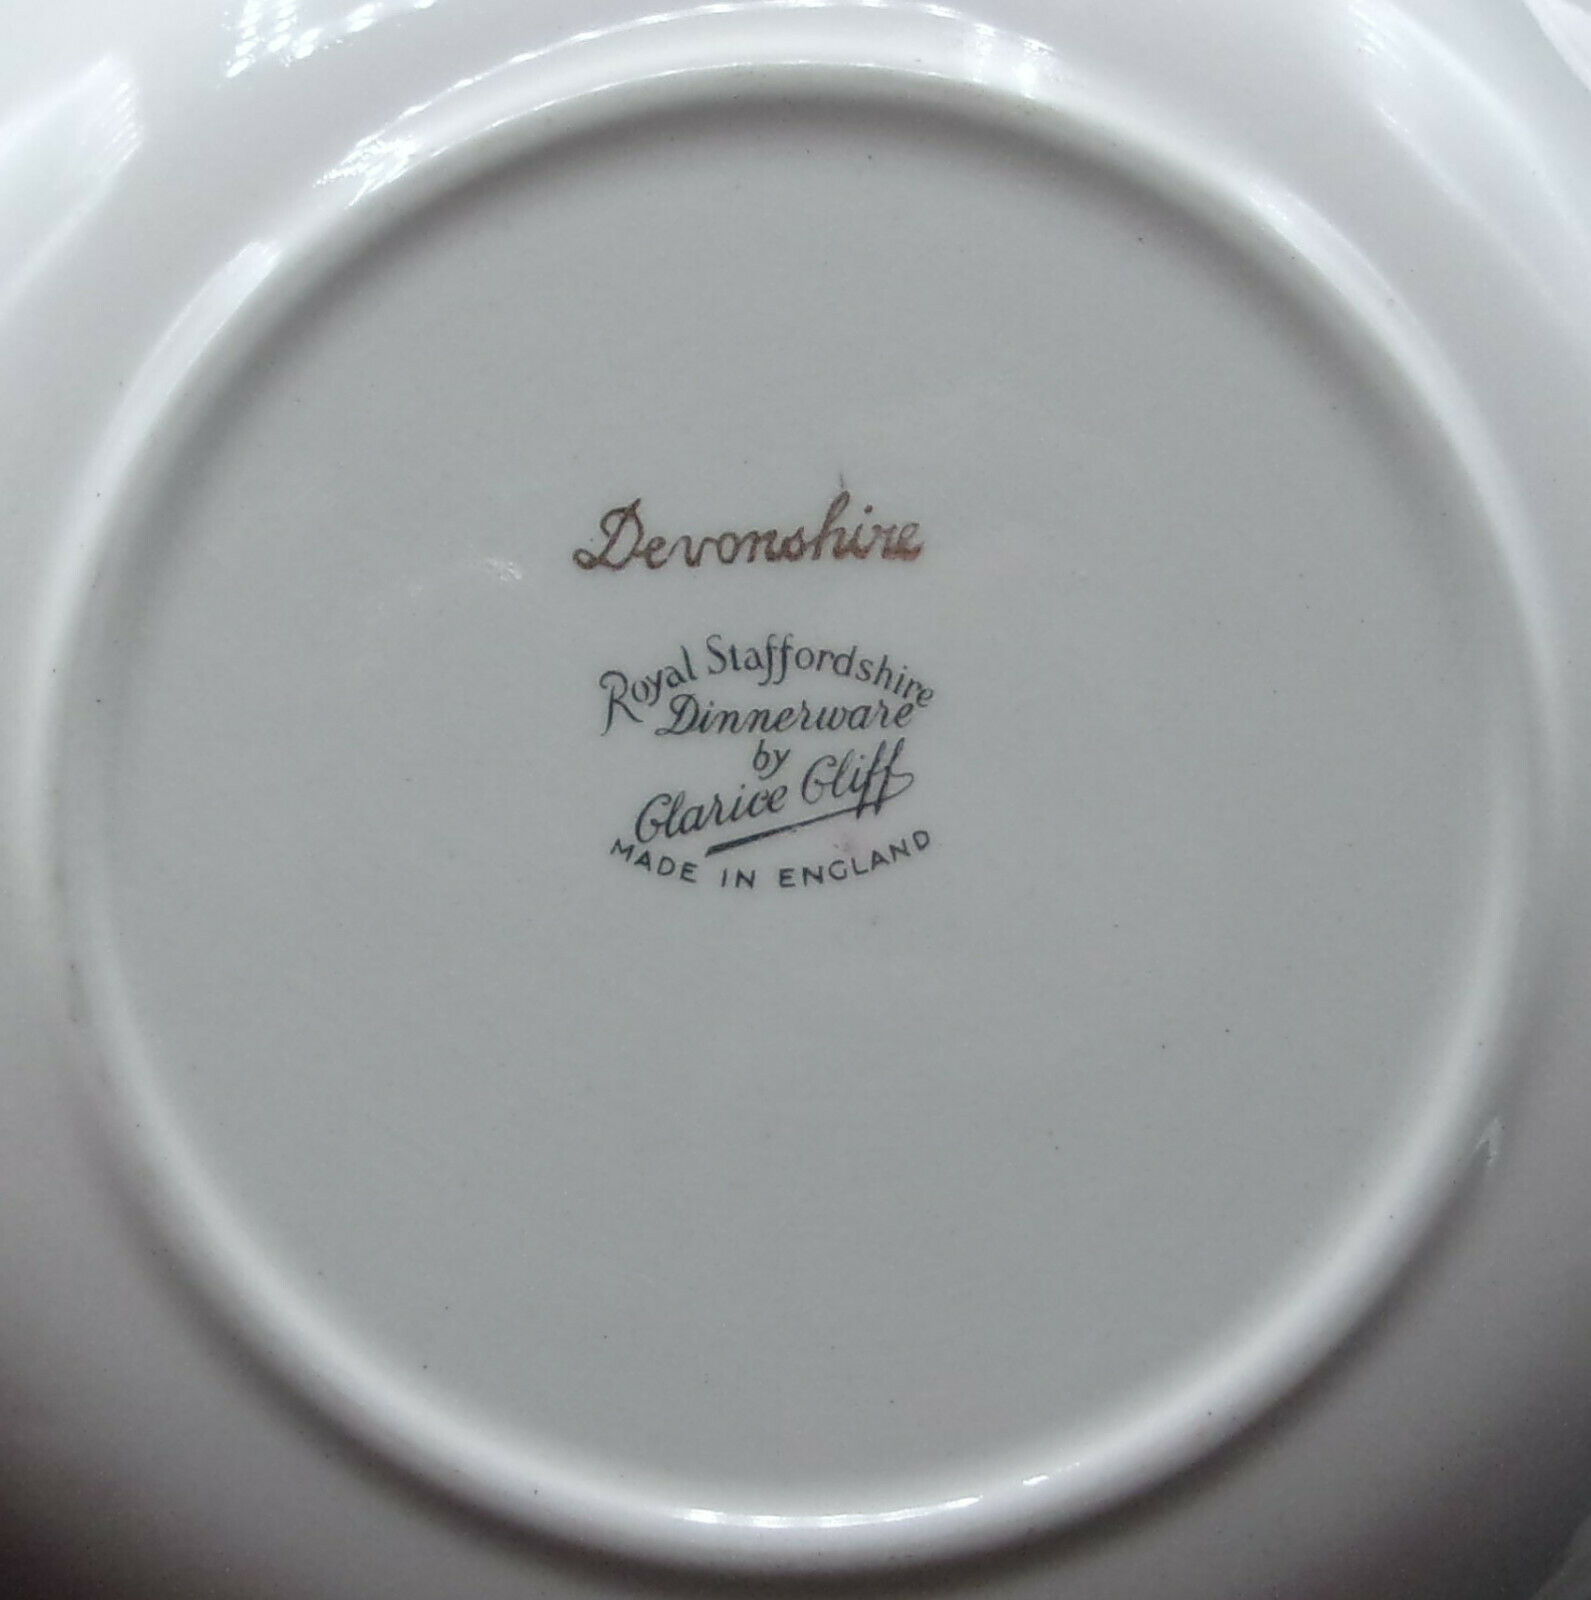 Devonshire
Royal Staffordshire
Dinnerware
by
Clarice Cliff
MADE IN ENGLAND